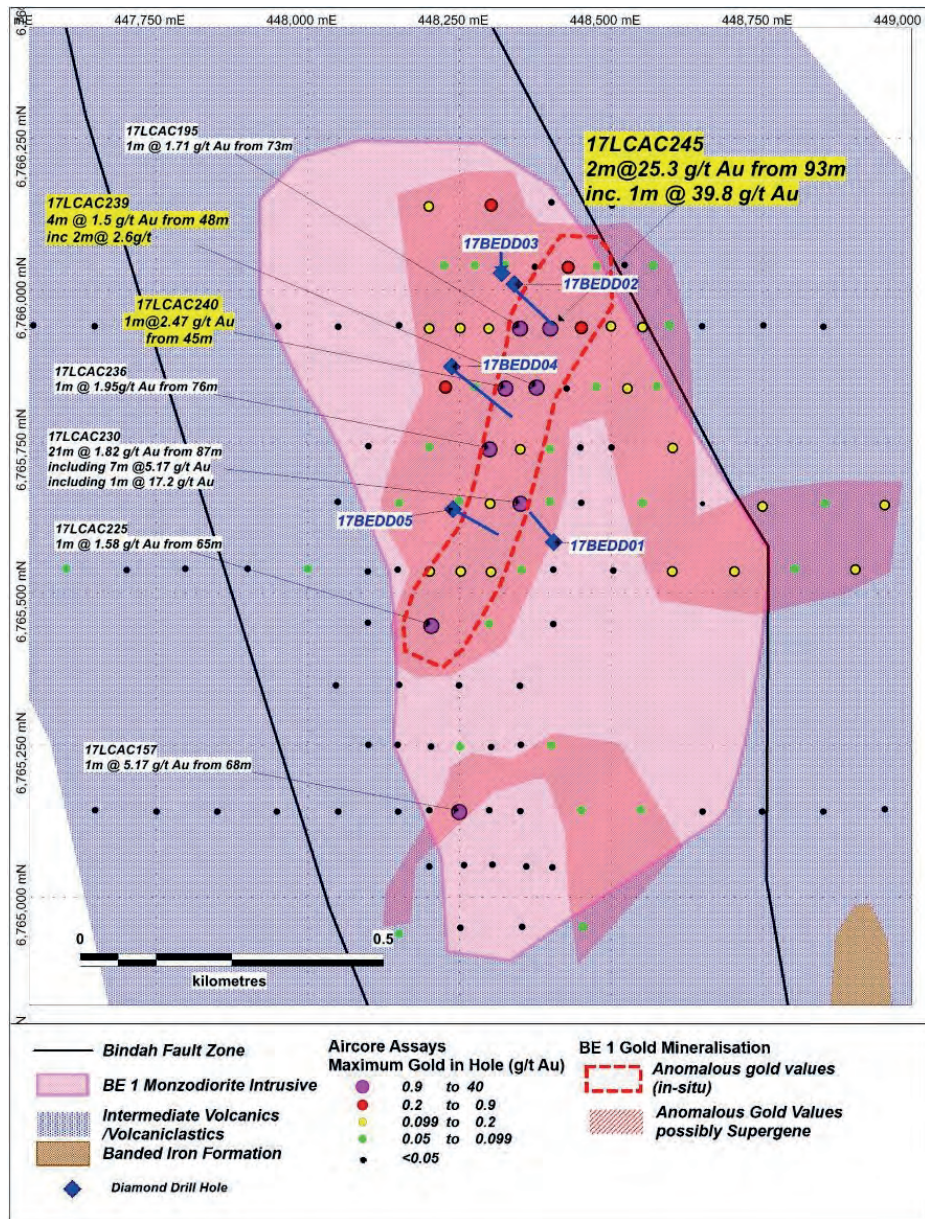 447,750 mE
448,000 mE
448,250 mE
448,500 mE
448,750 mE
449,000
6,766,250 mN
6,766,000 mN
6,765,750 mN
6,765,500 mN
6,765,250 mN
6,765,000 mN
17LCAC195
1m @ 1.71 g/t Au from 73m
17LCAC245
2m@25.3 g/t Au from 93m
inc. 1m @ 39.8 g/t Au
17LCAC239
4m @ 1.5 g/t Au from 48m
inc 2m@ 2.6g/t
17BEDD03
17BEDD02
17LCAC240
1m@2.47 g/t Au
from 45m
17BEDD04
17LCAC236
1m @ 1.95g/t Au from 76m
17LCAC230
21m @ 1.82 g/t Au from 87m
including 7m @5.17 g/t Au
including 1m @ 17.2 g/t Au
17BEDD05
17BEDD01
17LCAC225
1m @ 1.58 g/t Au from 65m
17LCAC157
1m @ 5.17 g/t Au from 68m
0
0.5
kilometres
Bindah Fault Zone
BE 1 Monzodiorite Intrusive
Intermediate Volcanics
/Volcaniclastics
Banded Iron Formation
Diamond Drill Hole
Aircore Assays
Maximum Gold in Hole (g/t Au)
0.9 to 40
0.2 to 0.9
0.099 to 0.2
0.05 to 0.099
<0.05
BE 1 Gold Mineralisation
Anomalous gold values
(in-situ)
Anomalous Gold Values
possibly Supergene